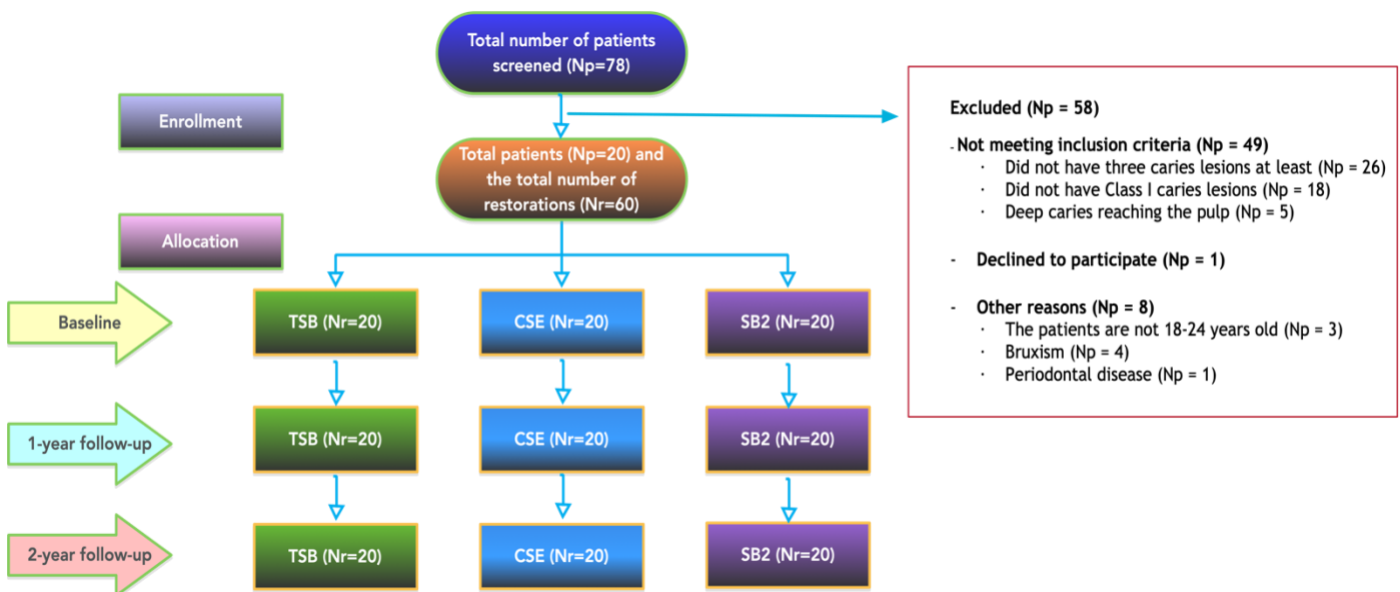 Total number of patients
screened (Np=78)
Enrollment
Total patients (Np=20) and
the total number of
restorations (Nr=60)
Excluded (Np = 58)
- Not meeting inclusion criteria (Np = 49)
· Did not have three caries lesions at least (Np = 26)
· Did not have Class I caries lesions (Np = 18)
· Deep caries reaching the pulp (Np = 5)
- Declined to participate (Np = 1)
- Other reasons (Np = 8)
· The patients are not 18-24 years old (Np = 3)
· Bruxism (Np = 4)
· Periodontal disease (Np = 1)
Allocation
Baseline
TSB (Nr=20)
CSE (Nr=20)
SB2 (Nr=20)
1-year follow-up
TSB (Nr=20)
CSE (Nr=20)
SB2 (Nr=20)
2-year follow-up
TSB (Nr=20)
CSE (Nr=20)
SB2 (Nr=20)